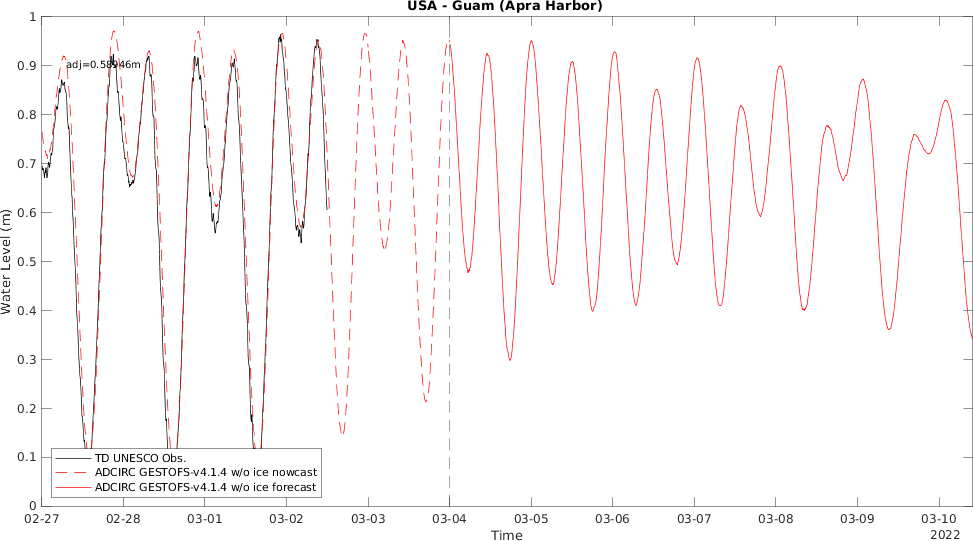 USA - Guam (Apra Harbor)
1
0.9
0.8
0.7
0.6
0.5
0.4
0.3
0.2
0.1
0
Water Level (m)
TD UNESCO Obs.
ADCIRC GESTOFS-v4.1.4 w/o ice nowcast
ADCIRC GESTOFS-v4.1.4 w/o ice forecast
02-27 02-28 03-01 03-02 03-03 03-04 03-05 03-06 03-07 03-08 03-09 03-10
Time
2022